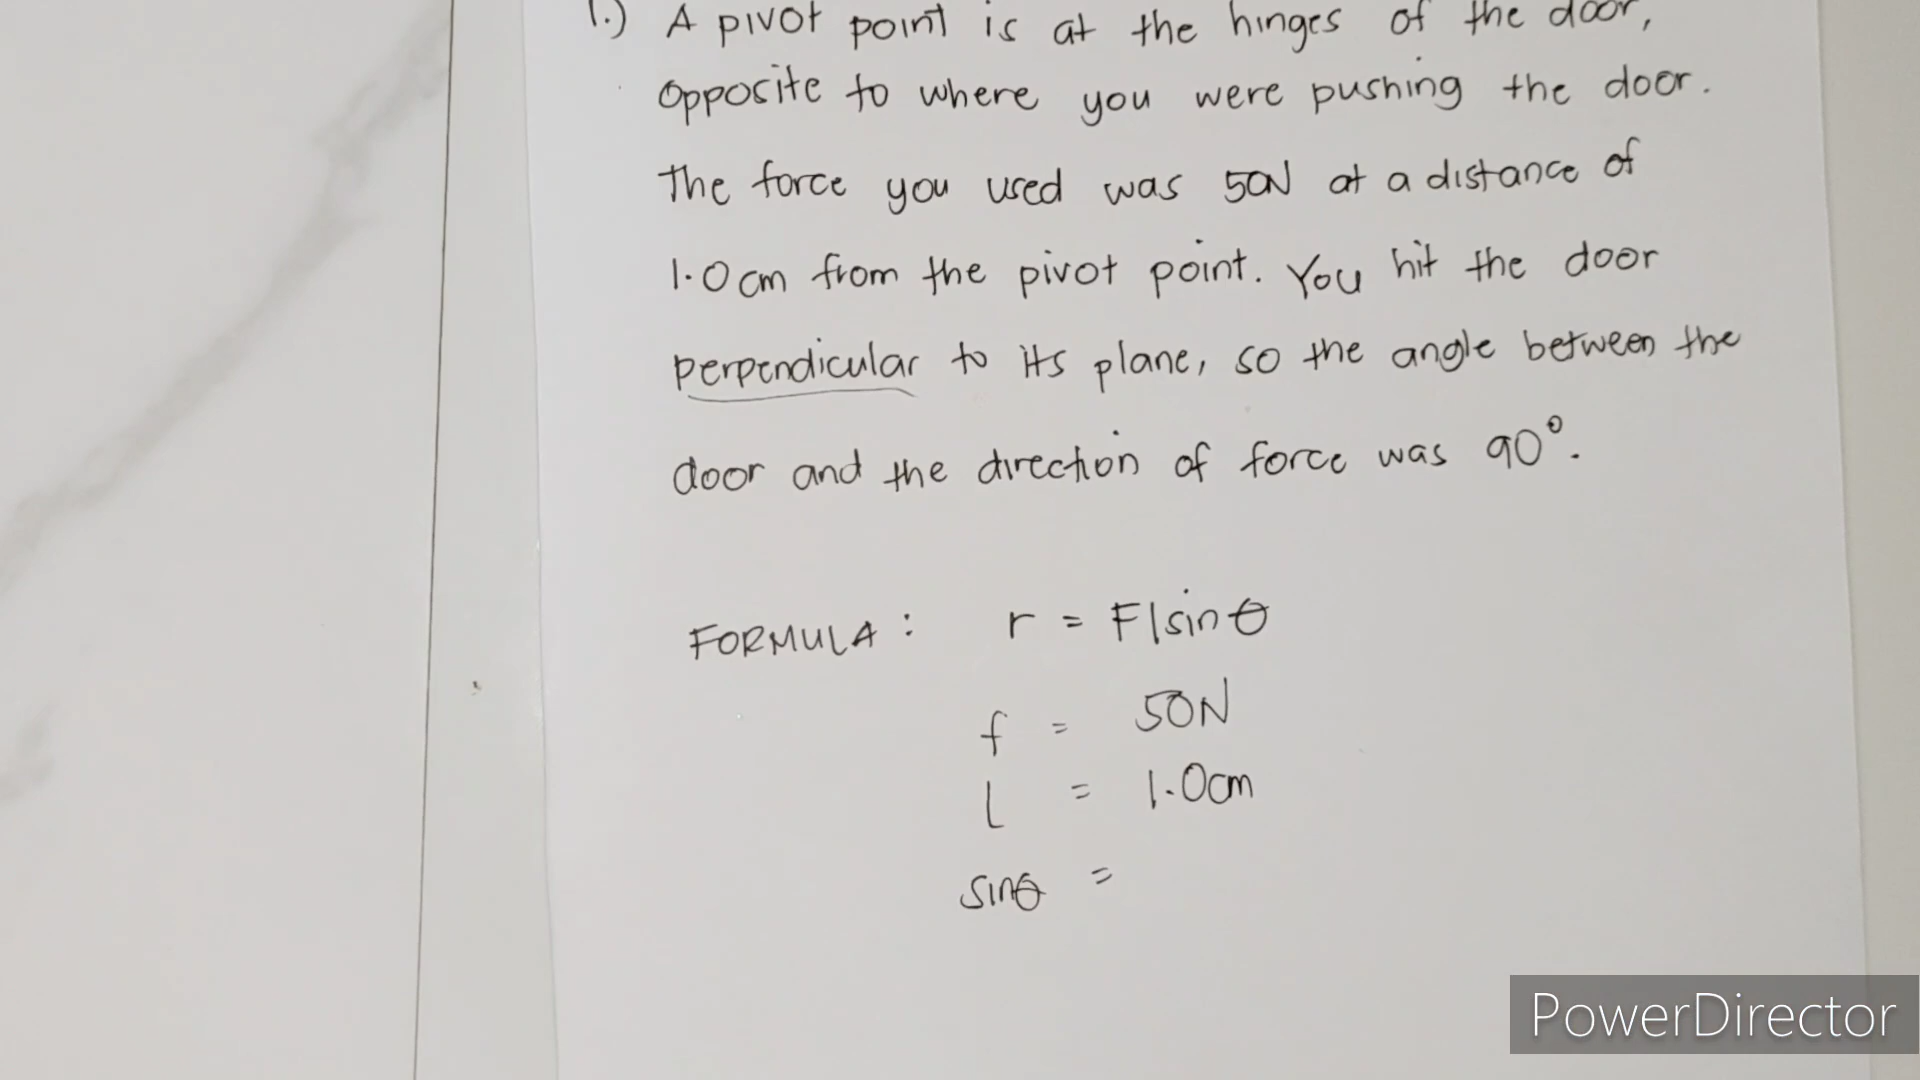 1.) A pivot point is at the hinges of the door,
opposite to where you were pushing the door.
The force you used was 50N at a distance of
1.0cm from the pivot point. You hit the door
perpendicular to its plane, so the angle between the
door and the direction of force was 90°.
FORMULA : r = Flsinθ
f = 50N
l = 1.0cm
sinθ =
PowerDirector